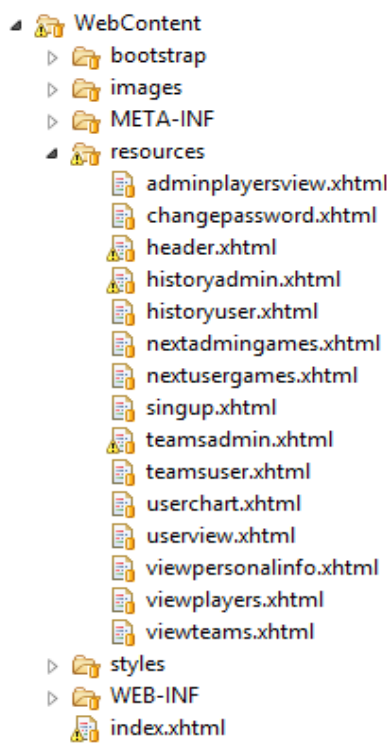 WebContent
bootstrap
images
META-INF
resources
adminplayersview.xhtml
changepassword.xhtml
header.xhtml
historyadmin.xhtml
historyuser.xhtml
nextadmingames.xhtml
nextusergames.xhtml
singup.xhtml
teamsadmin.xhtml
teamsuser.xhtml
userchart.xhtml
userview.xhtml
viewpersonalinfo.xhtml
viewplayers.xhtml
viewteams.xhtml
styles
WEB-INF
index.xhtml